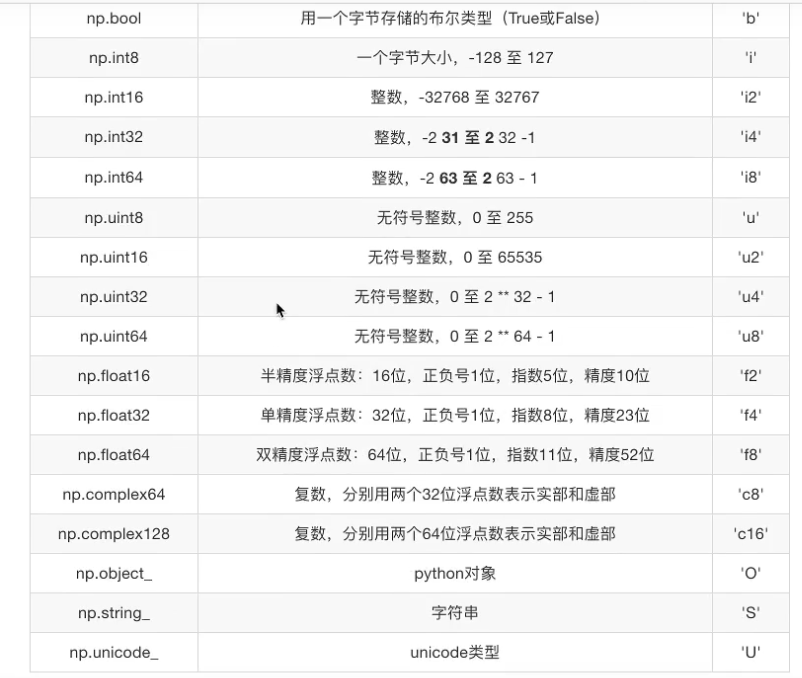 np.bool 用一个字节存储的布尔类型（True或False） 'b'
np.int8 一个字节大小，-128 至 127 'i'
np.int16 整数，-32768 至 32767 'i2'
np.int32 整数，-2 31 至 2 32 -1 'i4'
np.int64 整数，-2 63 至 2 63 - 1 'i8'
np.uint8 无符号整数，0 至 255 'u'
np.uint16 无符号整数，0 至 65535 'u2'
np.uint32 无符号整数，0 至 2 ** 32 - 1 'u4'
np.uint64 无符号整数，0 至 2 ** 64 - 1 'u8'
np.float16 半精度浮点数：16位，正负号1位，指数5位，精度10位 'f2'
np.float32 单精度浮点数：32位，正负号1位，指数8位，精度23位 'f4'
np.float64 双精度浮点数：64位，正负号1位，指数11位，精度52位 'f8'
np.complex64 复数，分别用两个32位浮点数表示实部和虚部 'c8'
np.complex128 复数，分别用两个64位浮点数表示实部和虚部 'c16'
np.object_ python对象 'O'
np.string_ 字符串 'S'
np.unicode_ unicode类型 'U'